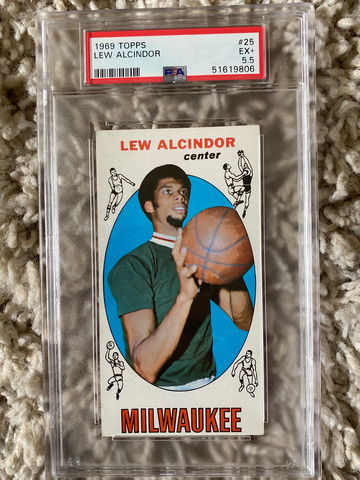 1969 TOPPS #25
LEW ALCINDOR EX+
5.5
PSA 51619806
LEW ALCINDOR
center
MILWAUKEE